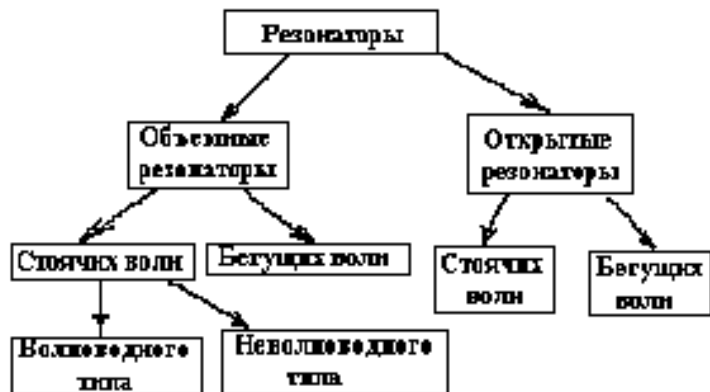 Резонаторы
Объемные
резонаторы
Открытые
резонаторы
Стоячих волн
Бегущих волн
Стоячих
волн
Бегущих
волн
Волноводного
типа
Неволноводного
типа